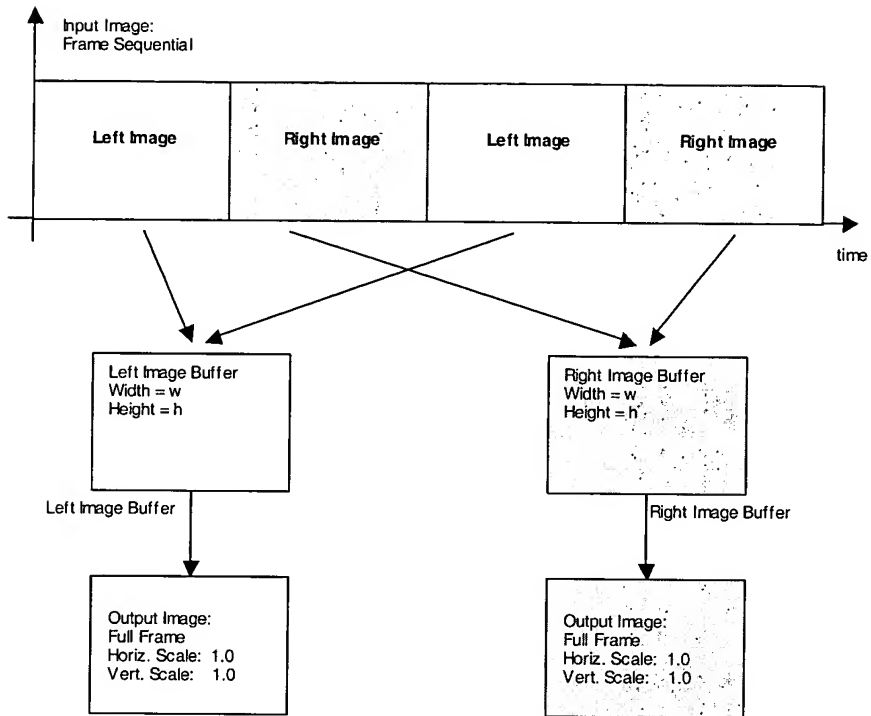 Input Image:
Frame Sequential
Left Image
Right Image
Left Image
Right Image
time
Left Image Buffer
Width = w
Height = h
Right Image Buffer
Width = w
Height = h
Left Image Buffer
Right Image Buffer
Output Image:
Full Frame
Horiz. Scale: 1.0
Vert. Scale: 1.0
Output Image:
Full Frame
Horiz. Scale: 1.0
Vert. Scale: 1.0